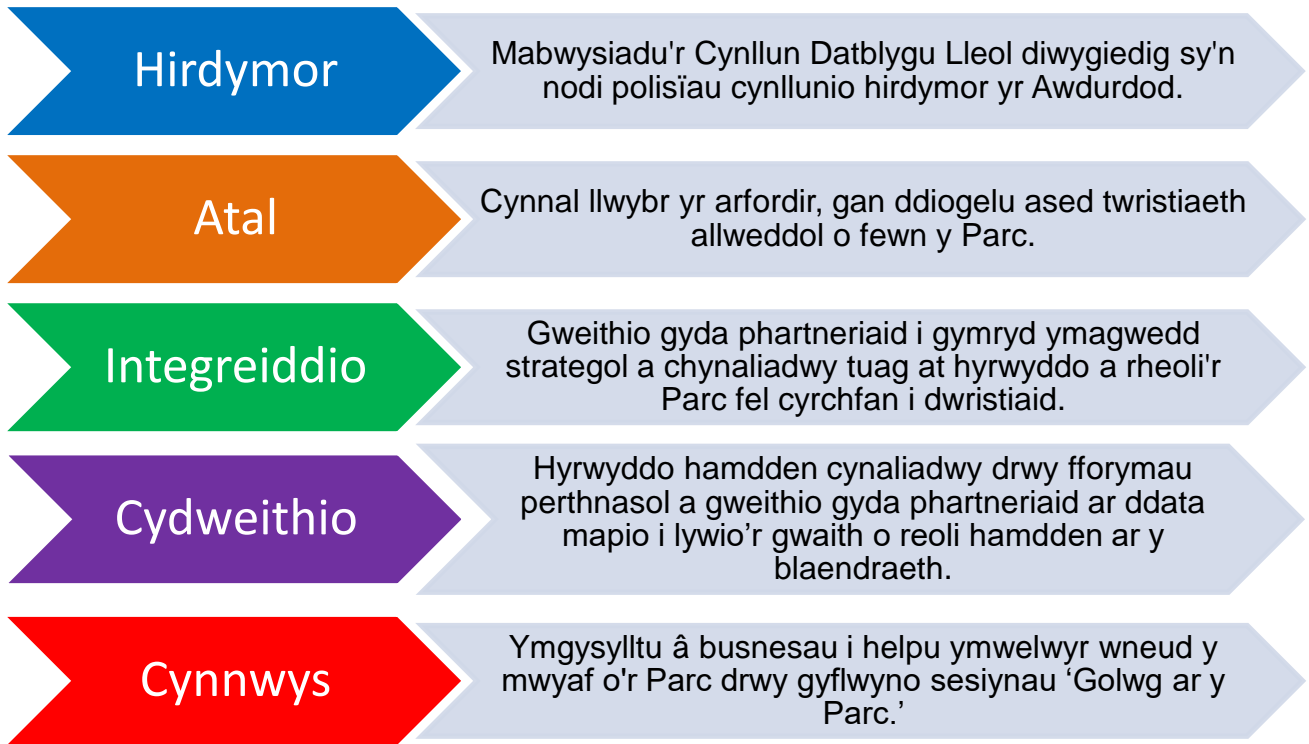 Hirdymor
Mabwysiadu'r Cynllun Datblygu Lleol diwygiedig sy'n
nodi polisïau cynllunio hirdymor yr Awdurdod.
Atal
Cynnal llwybr yr arfordir, gan ddiogelu ased twristiaeth
allweddol o fewn y Parc.
Integreiddio
Gweithio gyda phartneriaid i gymryd ymagwedd
strategol a chynaliadwy tuag at hyrwyddo a rheoli'r
Parc fel cyrchfan i dwristiaid.
Cydweithio
Hyrwyddo hamdden cynaliadwy drwy fforymau
perthnasol a gweithio gyda phartneriaid ar ddata
mapio i lywio’r gwaith o reoli hamdden ar y
blaendraeth.
Cynnwys
Ymgysylltu â busnesau i helpu ymwelwyr wneud y
mwyaf o'r Parc drwy gyflwyno sesiynau ‘Golwg ar y
Parc.’